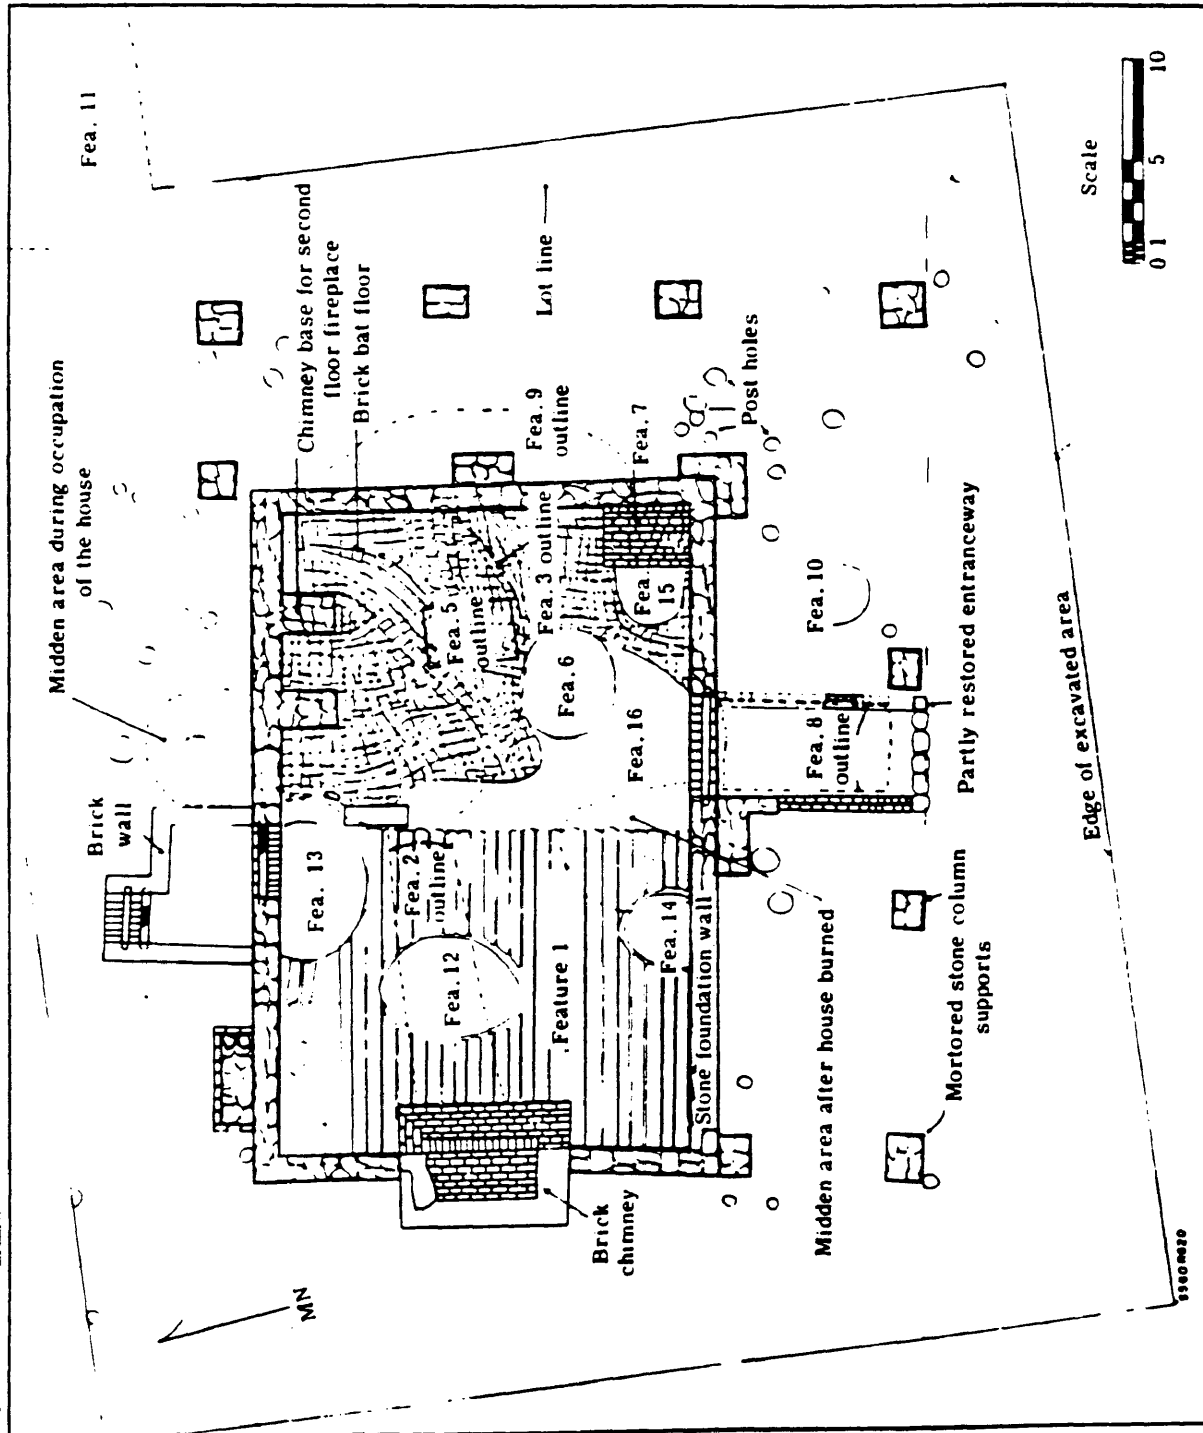 Fea. 11
Midden area during occupation
of the house
Chimney base for second
floor fireplace
Brick bat floor
Lot line
Brick
wall
Fea. 9
outline
Fea. 7
Post holes
Fea. 5
outline
Fea. 3 outline
Fea.
15
Fea. 6
Fea. 16
Fea. 10
Fea. 13
Fea. 2
outline
Fea. 8
outline
Partly restored entranceway
Edge of excavated area
Fea. 12
Feature 1
Fea. 14
Stone foundation wall
Midden area after house burned
Mortored stone column
supports
Brick
chimney
MN
Scale
0 1 5 10